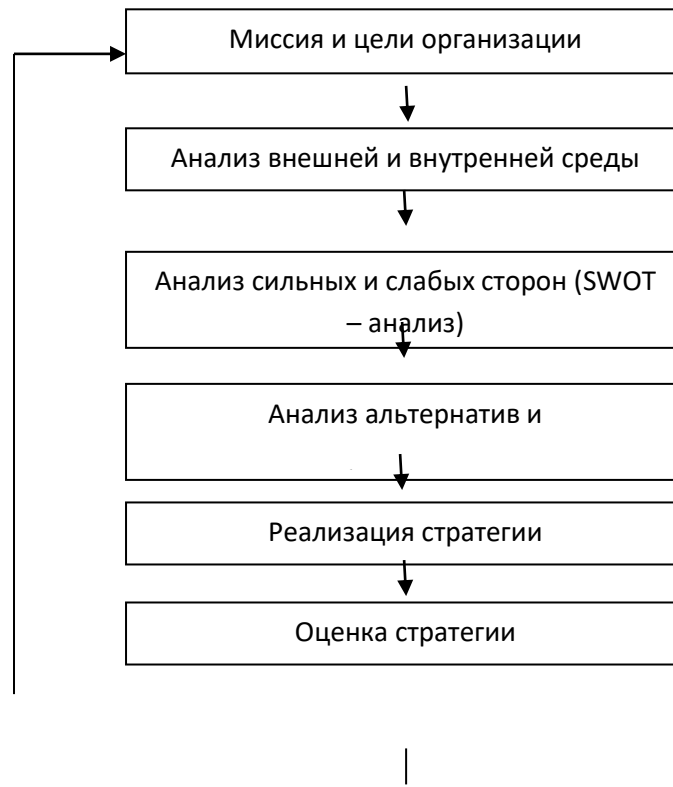 Миссия и цели организации
Анализ внешней и внутренней среды
Анализ сильных и слабых сторон (SWOT
– анализ)
Анализ альтернатив и
Реализация стратегии
Оценка стратегии